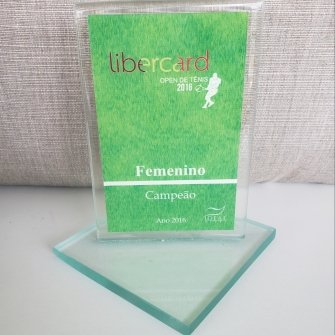 libercard
OPEN DE TÊNIS
2016
Femenino
Campeão
Ano 2016